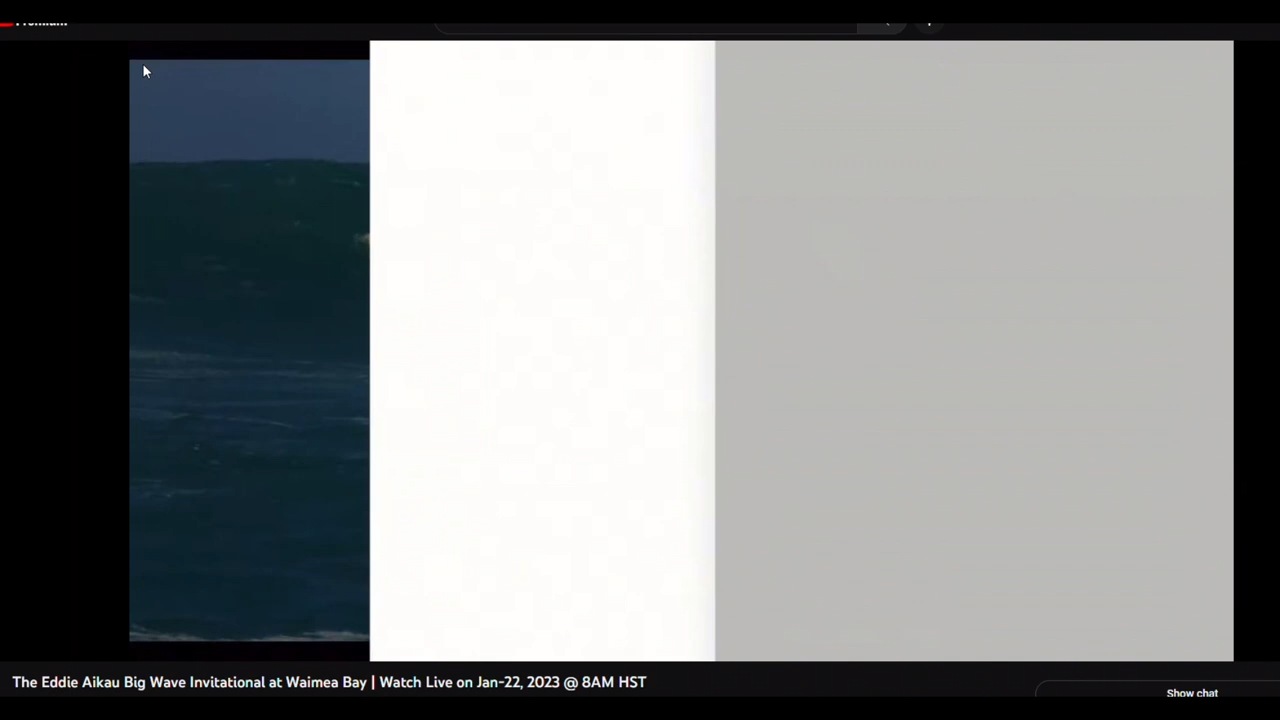 Premium
The Eddie Aikau Big Wave Invitational at Waimea Bay | Watch Live on Jan-22, 2023 @ 8AM HST
Show chat